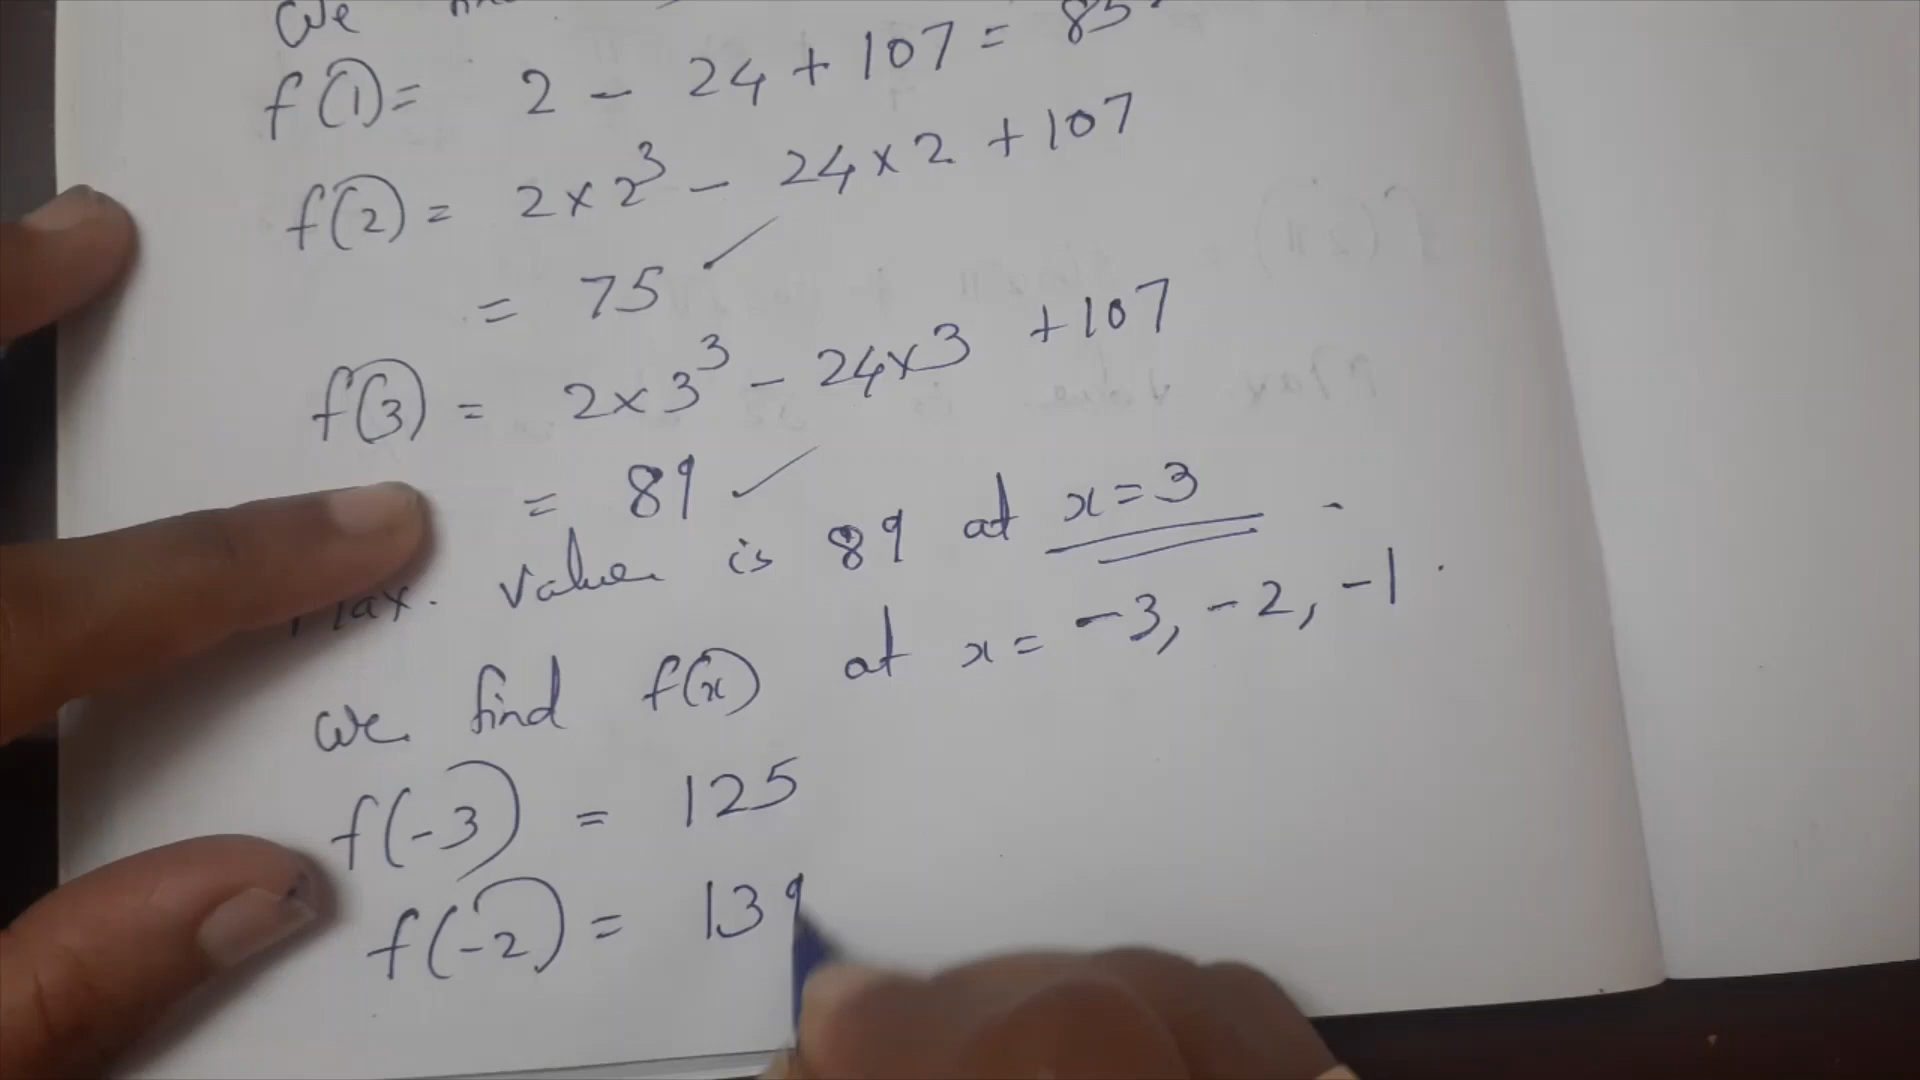 We
f(1) = 2 - 24 + 107 = 85
f(2) = 2 × 2³ - 24 × 2 + 107
= 75 ✓
f(3) = 2 × 3³ - 24 × 3 + 107
= 89 ✓
Max. value is 89 at x = 3
We find f(x) at x = -3, -2, -1.
f(-3) = 125
f(-2) = 139